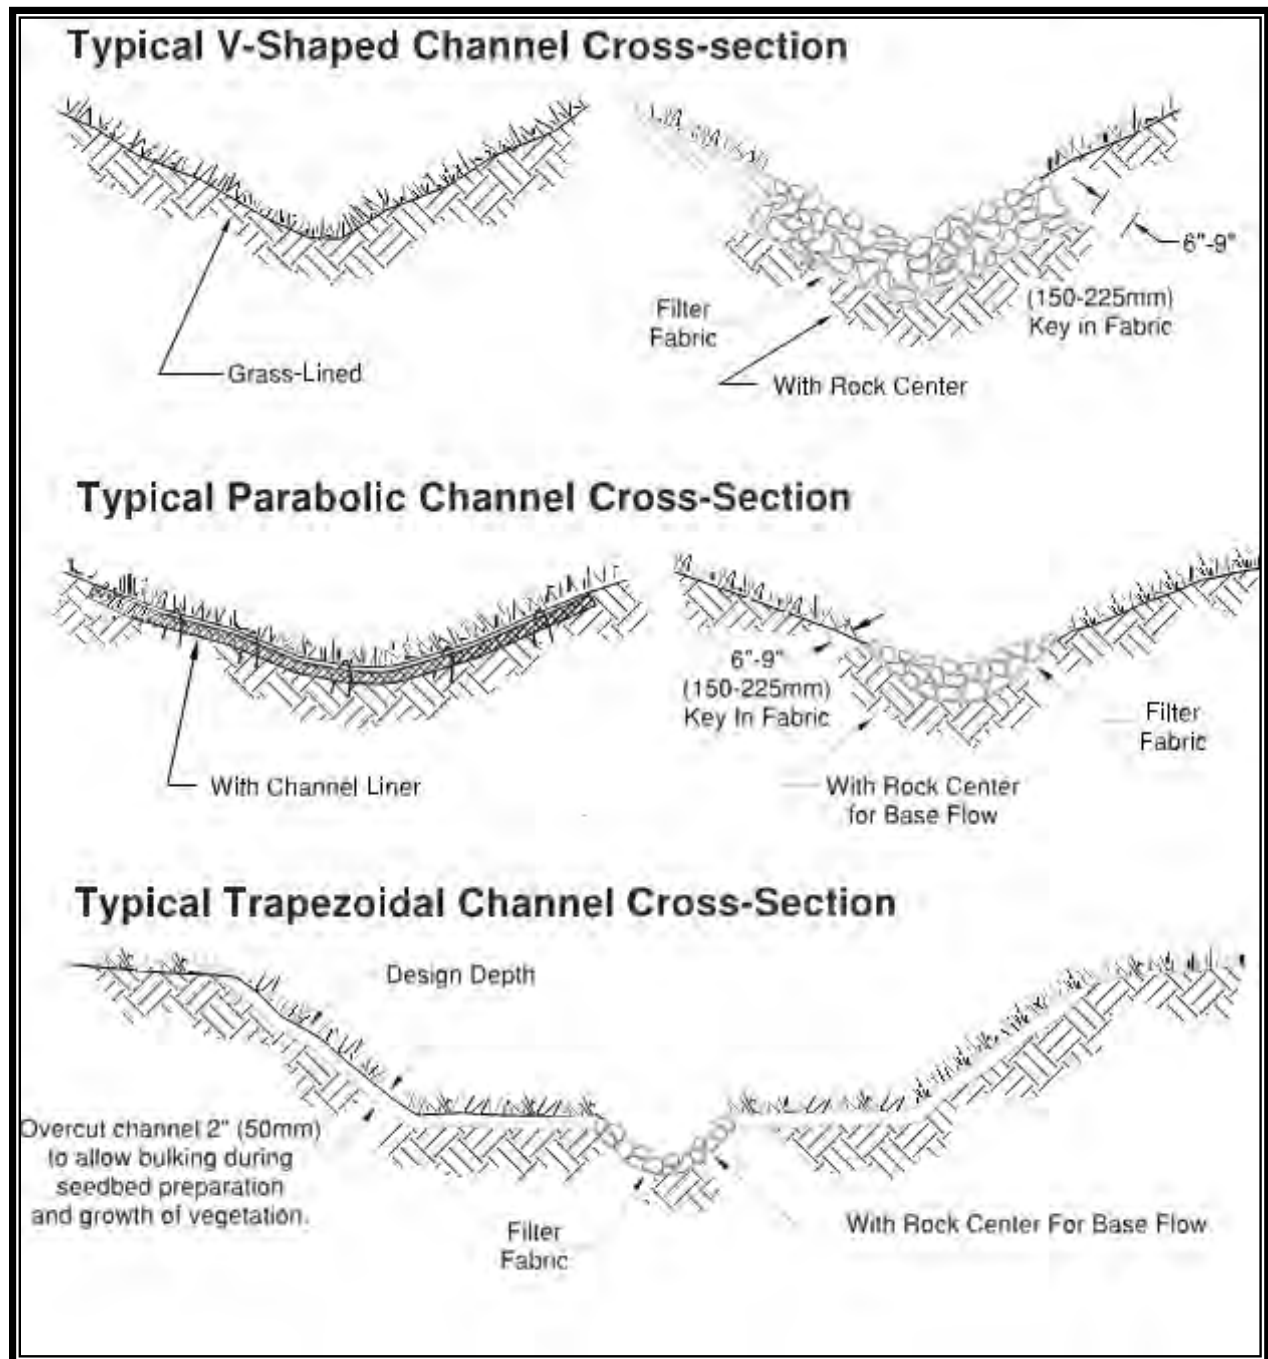 Typical V-Shaped Channel Cross-section
6"-9"
(150-225mm)
Key in Fabric
Filter
Fabric
Grass-Lined
With Rock Center
Typical Parabolic Channel Cross-Section
6"-9"
(150-225mm)
Key In Fabric
Filter
Fabric
With Channel Liner
With Rock Center
for Base Flow
Typical Trapezoidal Channel Cross-Section
Design Depth
Overcut channel 2" (50mm)
to allow bulking during
seedbed preparation
and growth of vegetation.
Filter
Fabric
With Rock Center For Base Flow